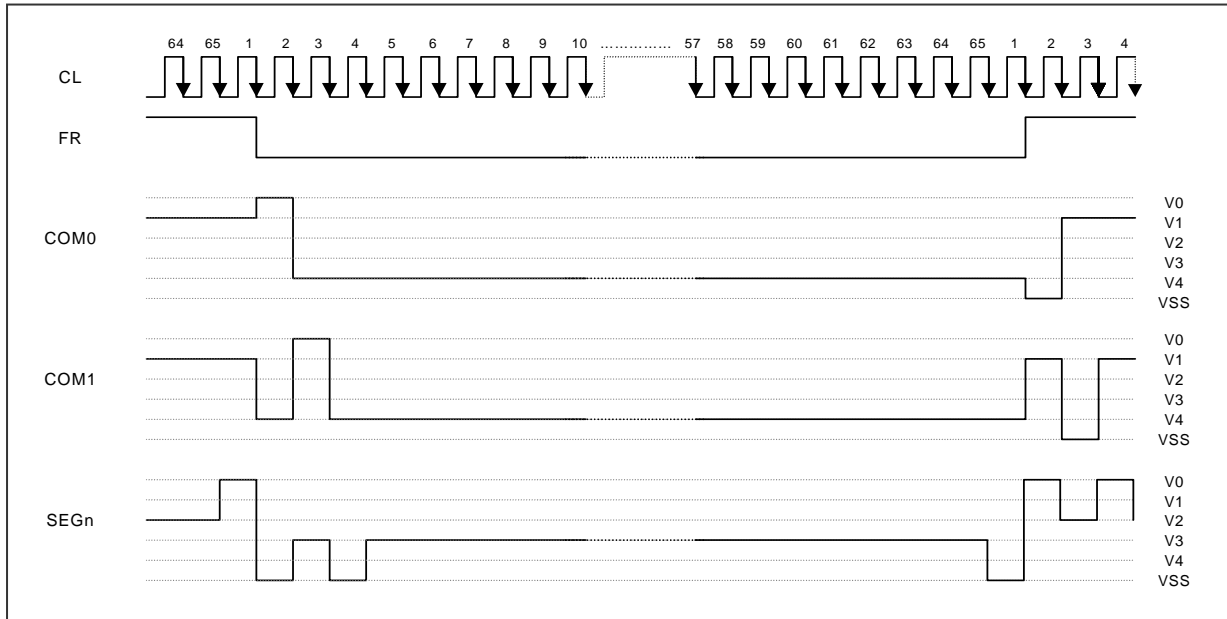 64 65 1 2 3 4 5 6 7 8 9 10 .............. 57 58 59 60 61 62 63 64 65 1 2 3 4
CL
FR
COM0
V0
V1
V2
V3
V4
VSS
COM1
V0
V1
V2
V3
V4
VSS
SEGn
V0
V1
V2
V3
V4
VSS